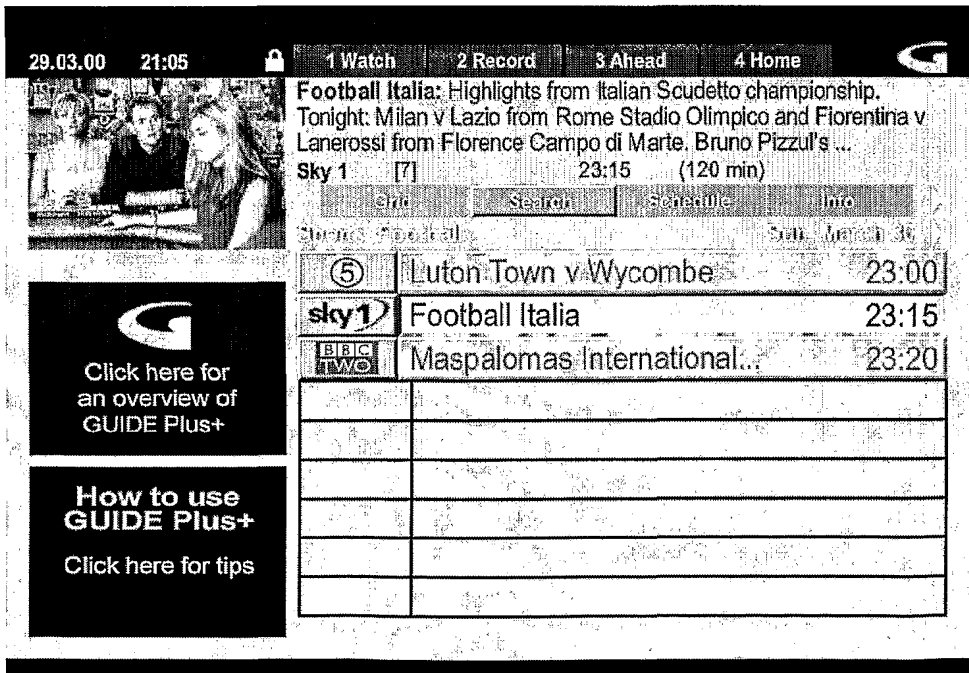 29.03.00 21:05 1 Watch 2 Record 3 Ahead 4 Home
Football Italia: Highlights from Italian Scudetto championship.
Tonight: Milan v Lazio from Rome Stadio Olimpico and Fiorentina v
Lanerossi from Florence Campo di Marte. Bruno Pizzul's ...
Sky 1 [7] 23:15 (120 min)
Grid Search Schedule Info
5 Luton Town v Wycombe 23:00
sky1 Football Italia 23:15
BBC TWO Maspalomas International... 23:20
Click here for
an overview of
GUIDE Plus+
How to use
GUIDE Plus+
Click here for tips